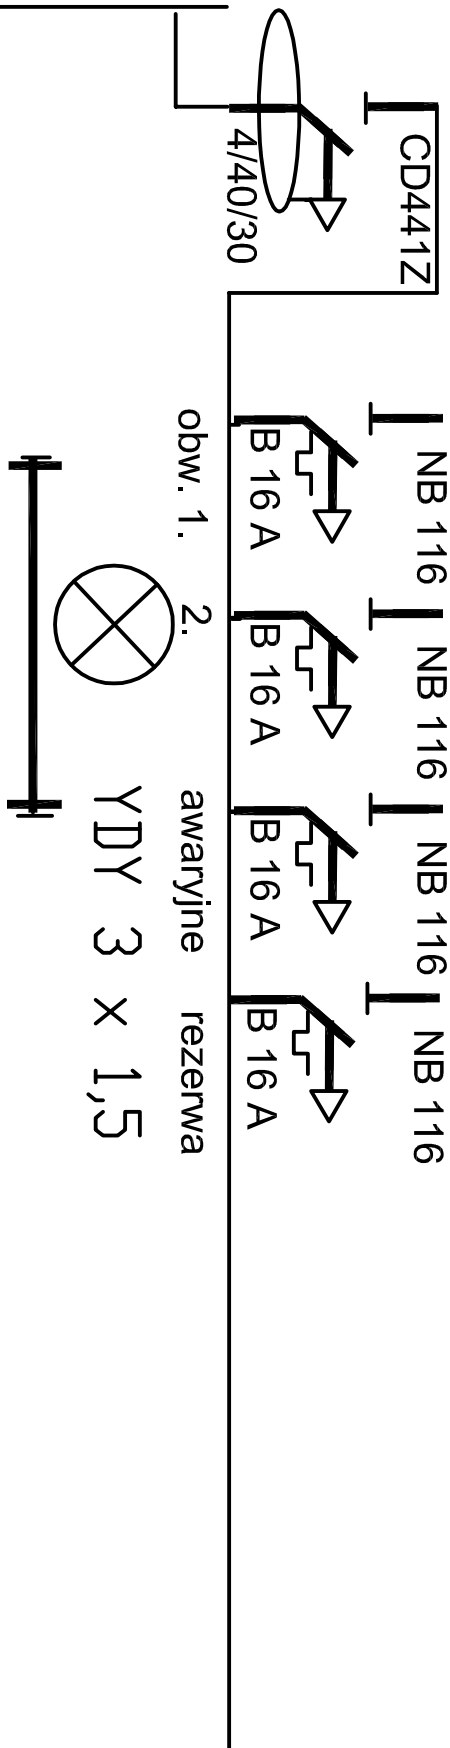 CD441Z
4/40/30
NB 116
NB 116
NB 116
NB 116
B 16 A
B 16 A
B 16 A
B 16 A
obw. 1.
2.
awaryjne
rezerwa
YDY 3 x 1,5